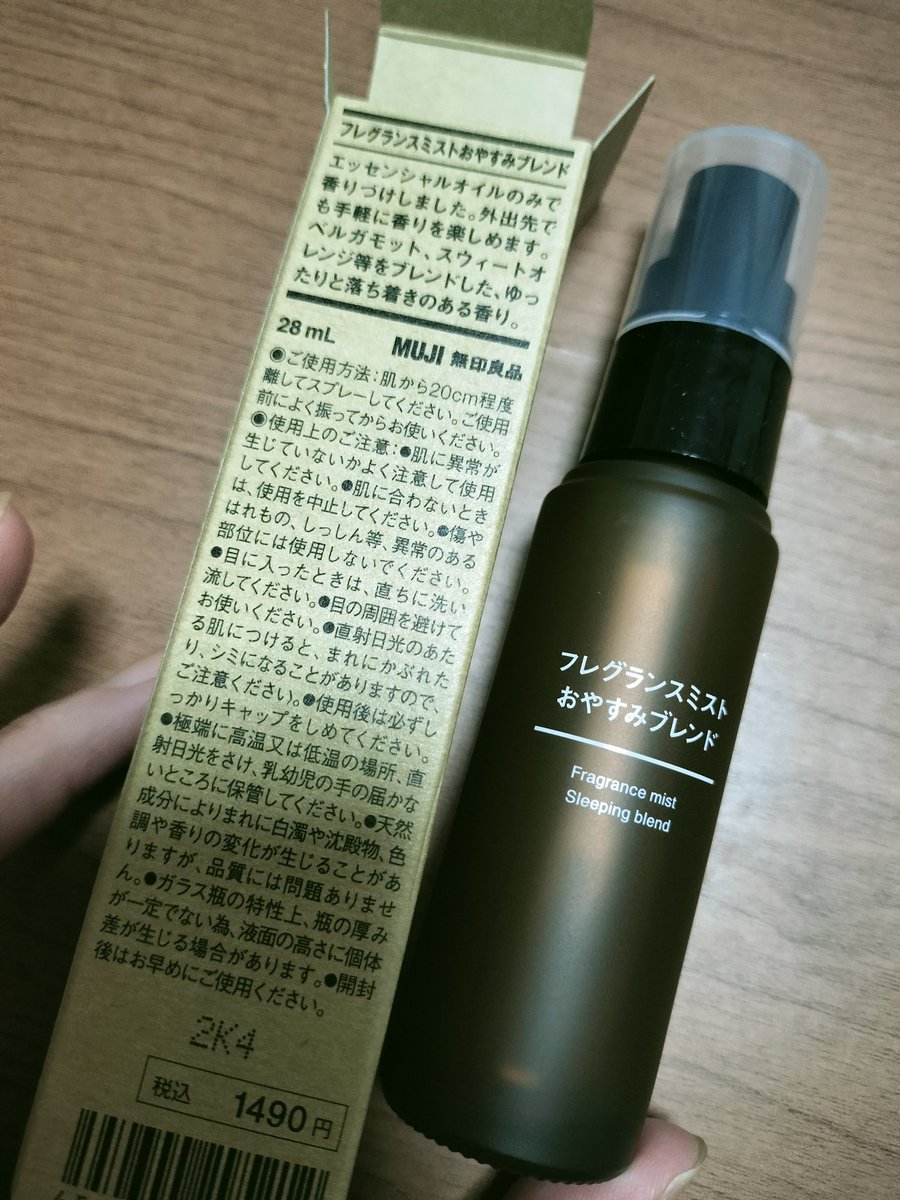 フレグランスミストおやすみブレンド
エッセンシャルオイルのみで
香りづけしました。外出先で
も手軽に香りを楽しめます。
ベルガモット、スウィートオ
レンジ等をブレンドした、ゆっ
たりと落ち着きのある香り。
28 mL
MUJI 無印良品
●ご使用方法：肌から20cm程度
離してスプレーしてください。ご使用
前によく振ってからお使いください。
●使用上のご注意：●肌に異常が
生じていないかよく注意して使用
してください。●肌に合わないとき
は、使用を中止してください。●傷や
はれもの、しっしん等、異常のある
部位には使用しないでください。
●目に入ったときは、直ちに洗い
流してください。●目の周囲を避けて
お使いください。●直射日光のあた
る肌につけると、まれにかぶれた
り、シミになることがありますので、
ご注意ください。●使用後は必ずし
っかりキャップをしめてください。
●極端に高温又は低温の場所、直
射日光をさけ、乳幼児の手の届かな
いところに保管してください。●天然
成分によりまれに白濁や沈殿物、色
調や香りの変化が生じることがあ
りますが、品質には問題ありませ
ん。●ガラス瓶の特性上、瓶の厚み
が一定でない為、液面の高さに個体
差が生じる場合があります。●開封
後はお早めにご使用ください。
2K4
税込 1490円
フレグランスミスト
おやすみブレンド
Fragrance mist
Sleeping blend